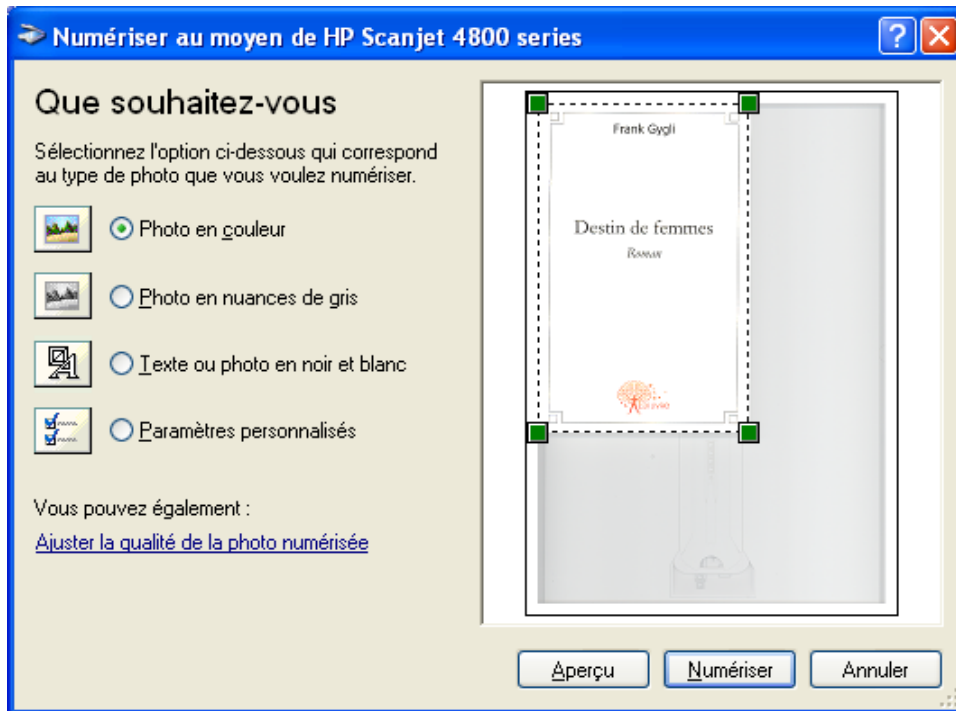 Numériser au moyen de HP Scanjet 4800 series
Que souhaitez-vous
Sélectionnez l'option ci-dessous qui correspond
au type de photo que vous voulez numériser.
Photo en couleur
Photo en nuances de gris
Texte ou photo en noir et blanc
Paramètres personnalisés
Vous pouvez également :
Ajuster la qualité de la photo numérisée
Frank Gygli
Destin de femmes
Roman
Aperçu
Numériser
Annuler